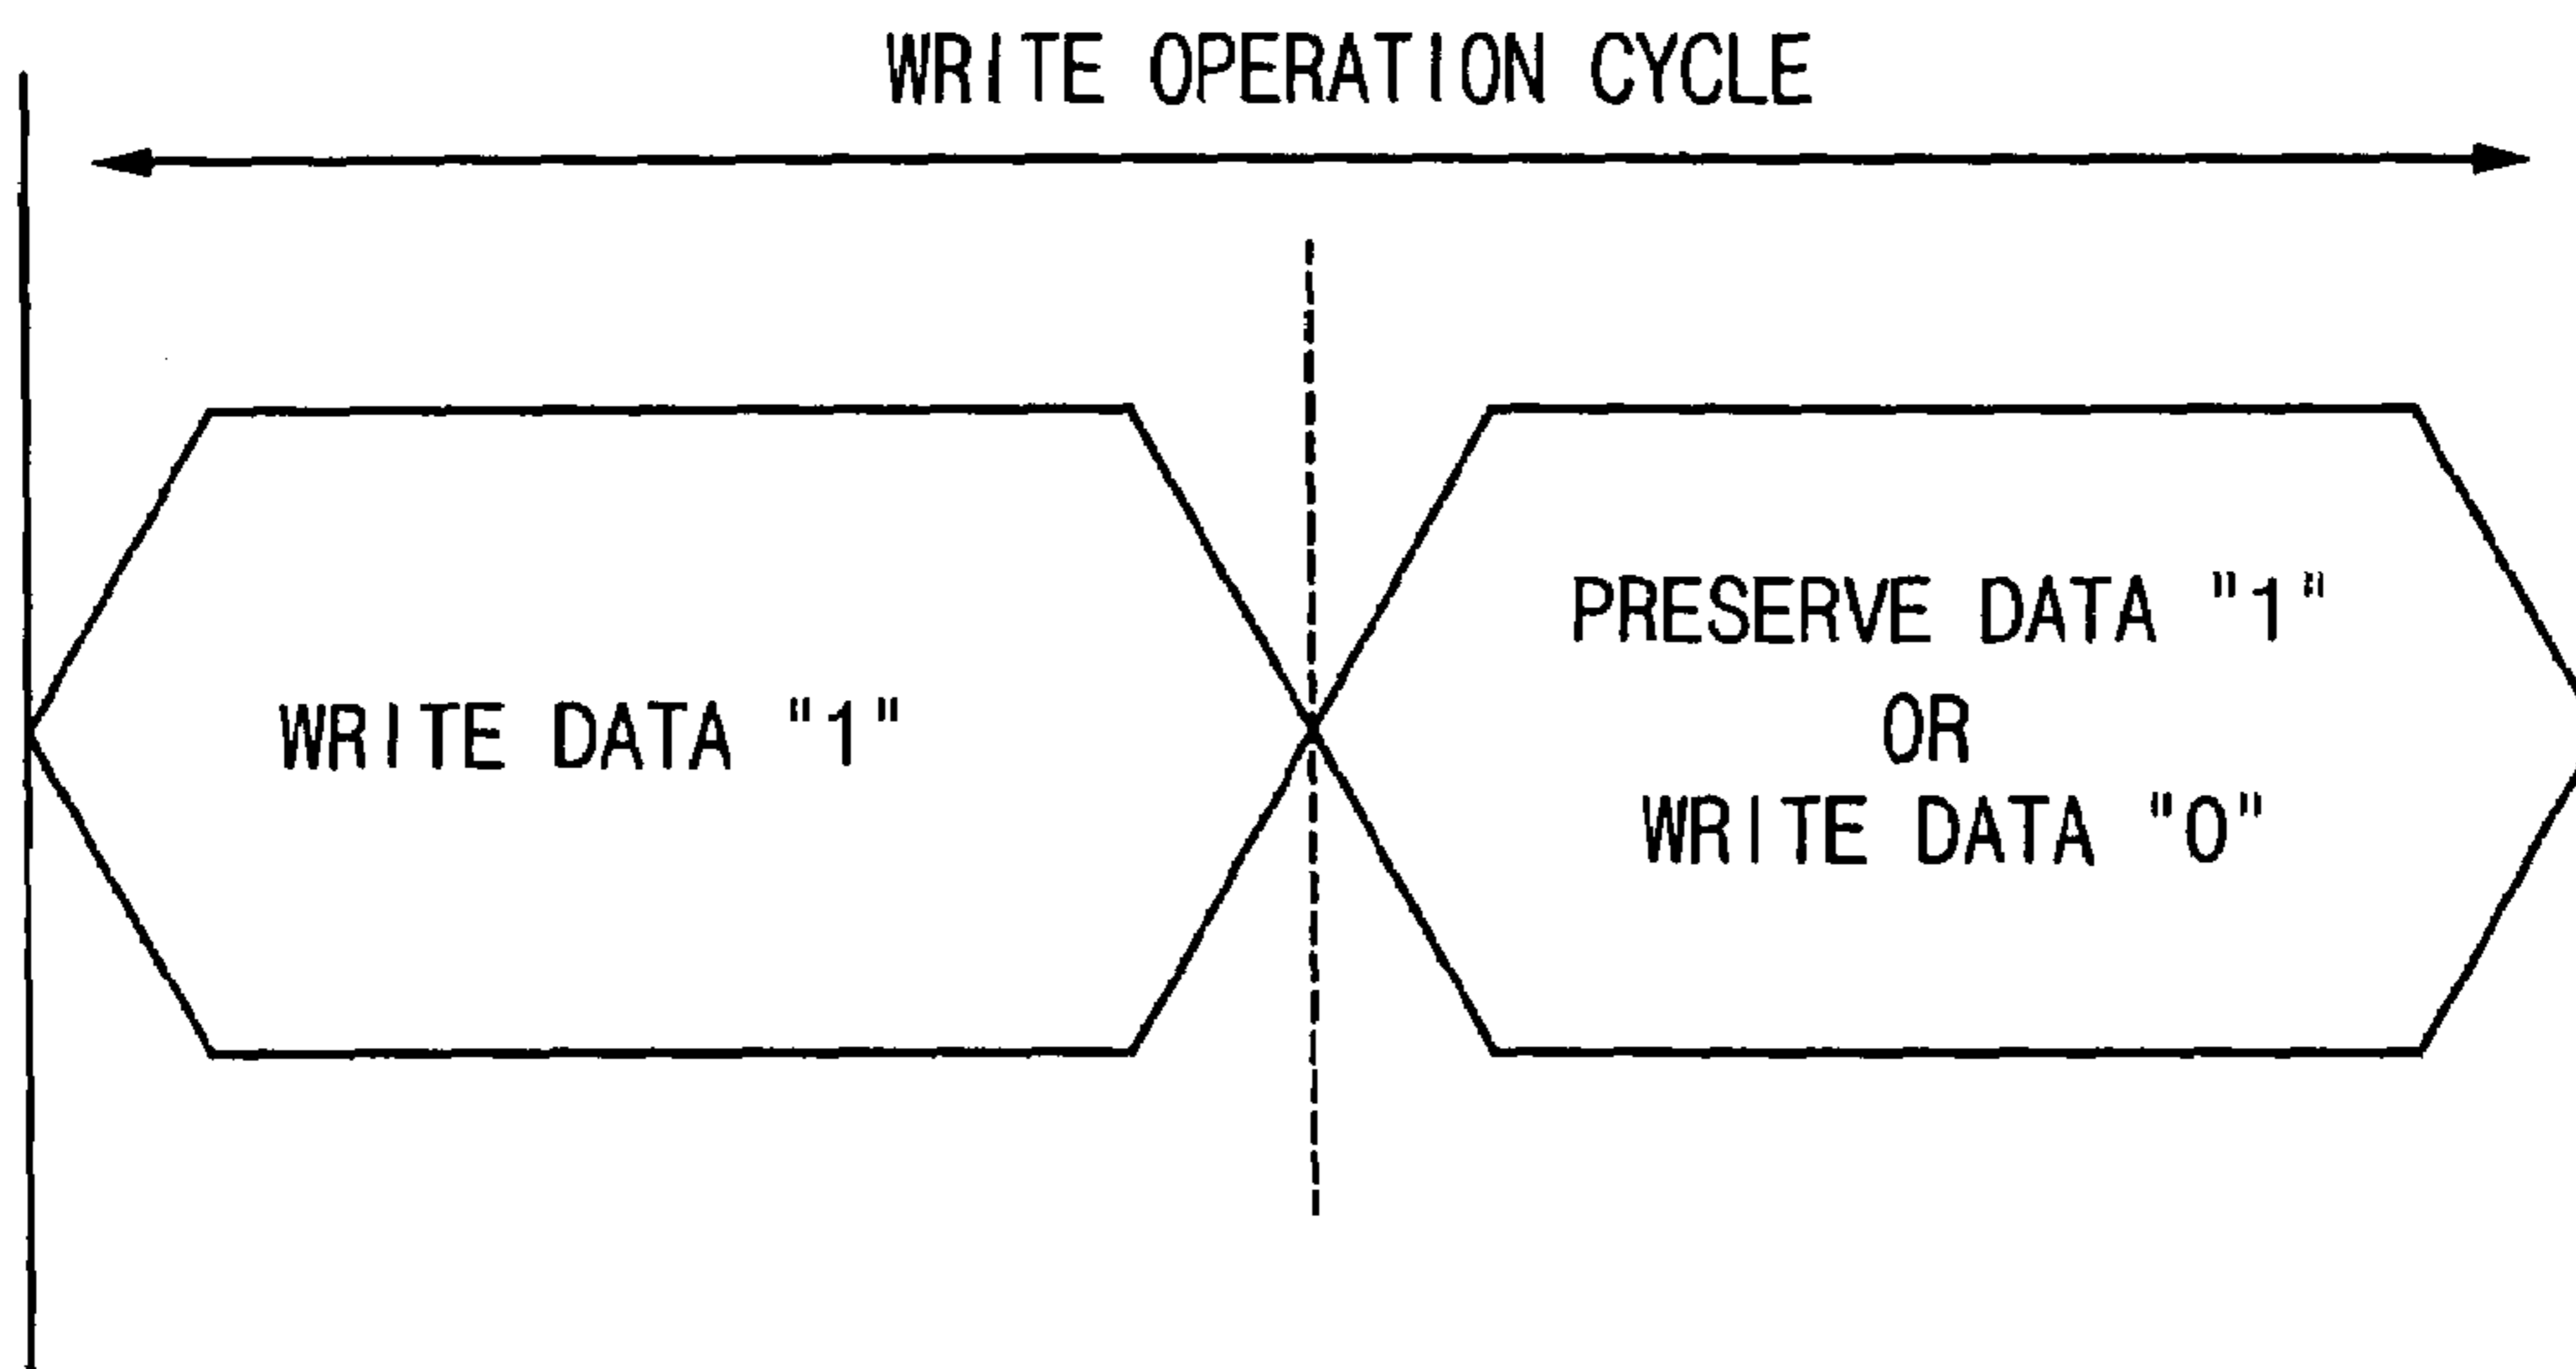 WRITE OPERATION CYCLE
WRITE DATA "1"
PRESERVE DATA "1"
OR
WRITE DATA "0"